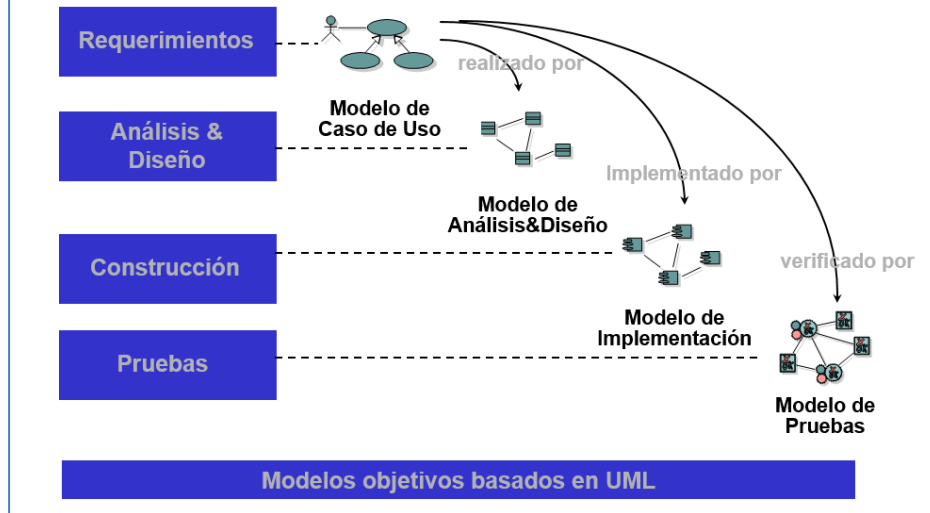 Requerimientos
realizado por
Modelo de
Caso de Uso
Análisis &
Diseño
Implementado por
Modelo de
Análisis&Diseño
Construcción
verificado por
Modelo de
Implementación
Pruebas
Modelo de
Pruebas
Modelos objetivos basados en UML